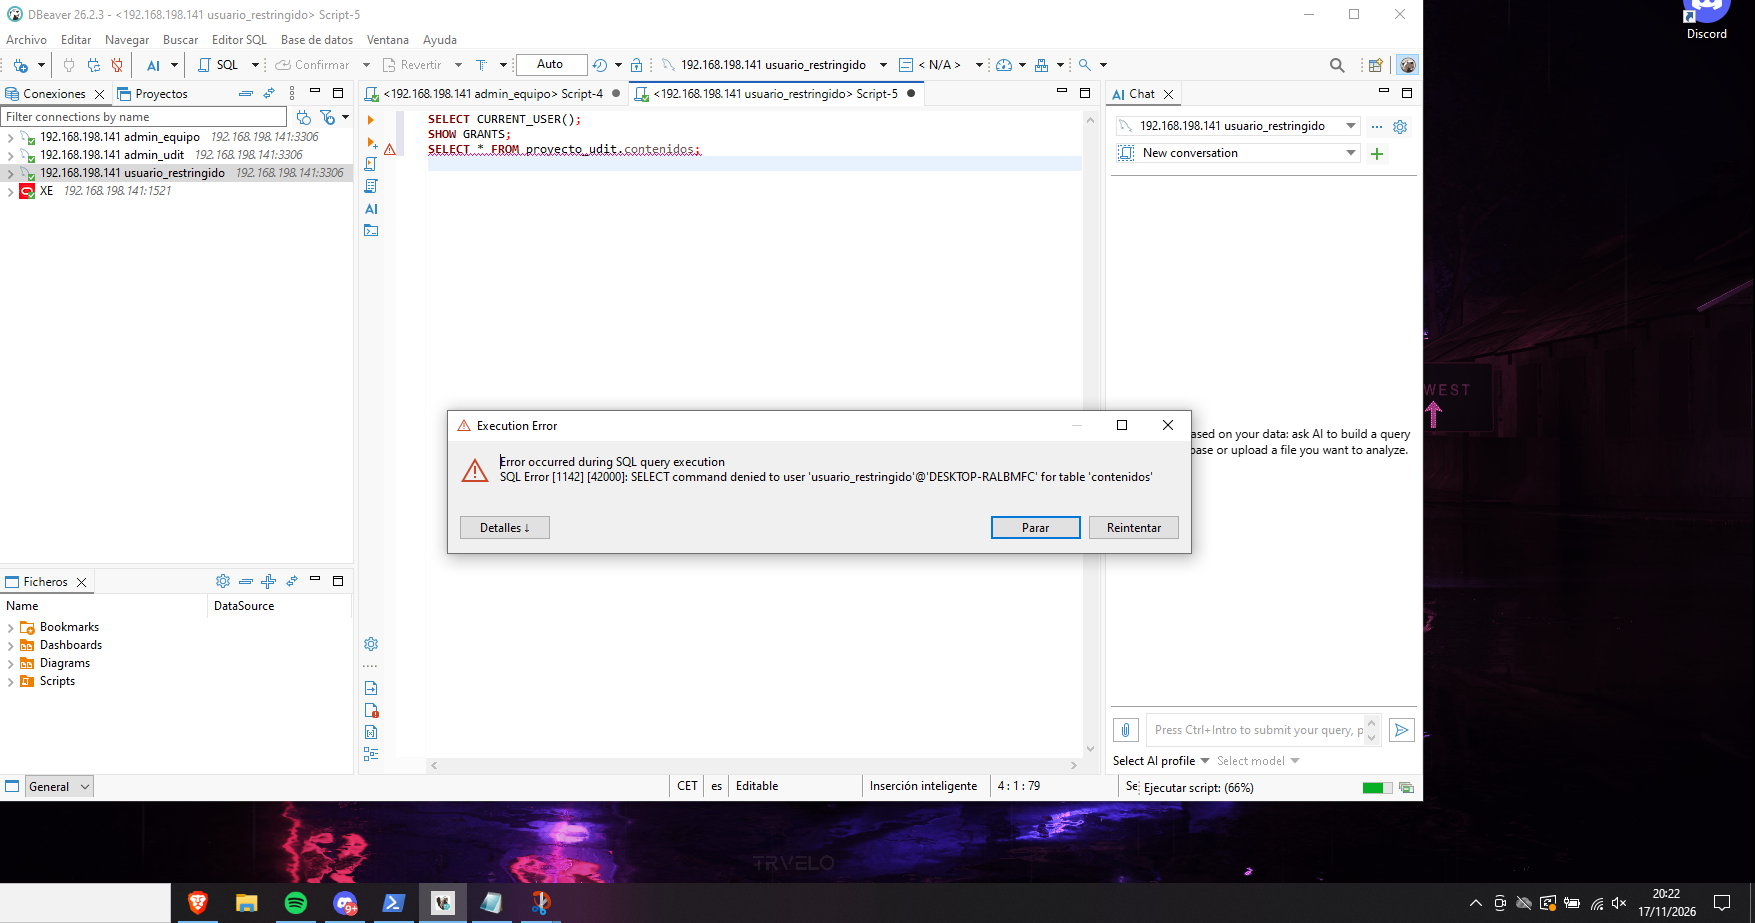 DBeaver 26.2.3 - <192.168.198.141 usuario_restringido> Script-5
Archivo Editar Navegar Buscar Editor SQL Base de datos Ventana Ayuda
AI SQL Confirmar Revertir T Auto 192.168.198.141 usuario_restringido < N/A >
Conexiones Proyectos
Filter connections by name
192.168.198.141 admin_equipo 192.168.198.141:3306
192.168.198.141 admin_udit 192.168.198.141:3306
192.168.198.141 usuario_restringido 192.168.198.141:3306
XE 192.168.198.141:1521
<192.168.198.141 admin_equipo> Script-4
<192.168.198.141 usuario_restringido> Script-5
SELECT CURRENT_USER();
SHOW GRANTS;
SELECT * FROM proyecto_udit.contenidos;
AI
AI Chat
192.168.198.141 usuario_restringido
New conversation
ased on your data: ask AI to build a query
base or upload a file you want to analyze.
Execution Error
Error occurred during SQL query execution
SQL Error [1142] [42000]: SELECT command denied to user 'usuario_restringido'@'DESKTOP-RALBMFC' for table 'contenidos'
Detalles ↓
Parar
Reintentar
Ficheros
Name DataSource
Bookmarks
Dashboards
Diagrams
Scripts
Press Ctrl+Intro to submit your query, p
Select AI profile Select model
General
CET es Editable Inserción inteligente 4 : 1 : 79 Se Ejecutar script: (66%)
Discord
WEST
TRVELO
9+
20:22
17/11/2026